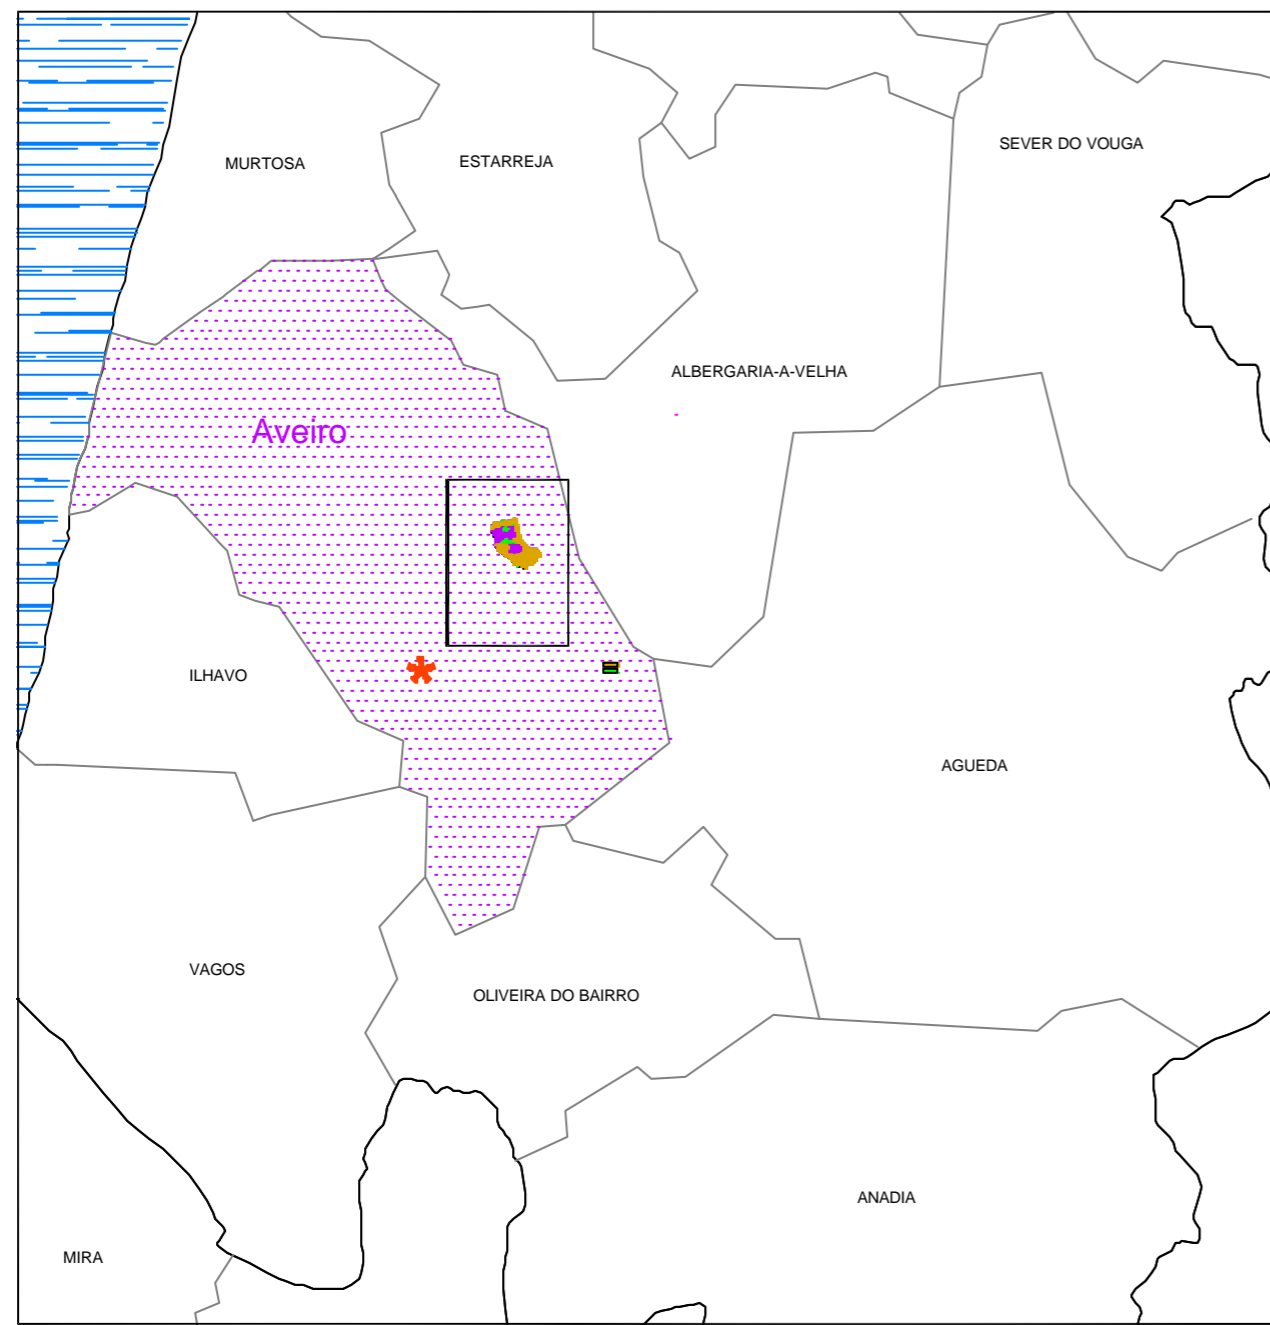 SEVER DO VOUGA
MURTOSA
ESTARREJA
ALBERGARIA-A-VELHA
Aveiro
ILHAVO
AGUEDA
VAGOS
OLIVEIRA DO BAIRRO
ANADIA
MIRA